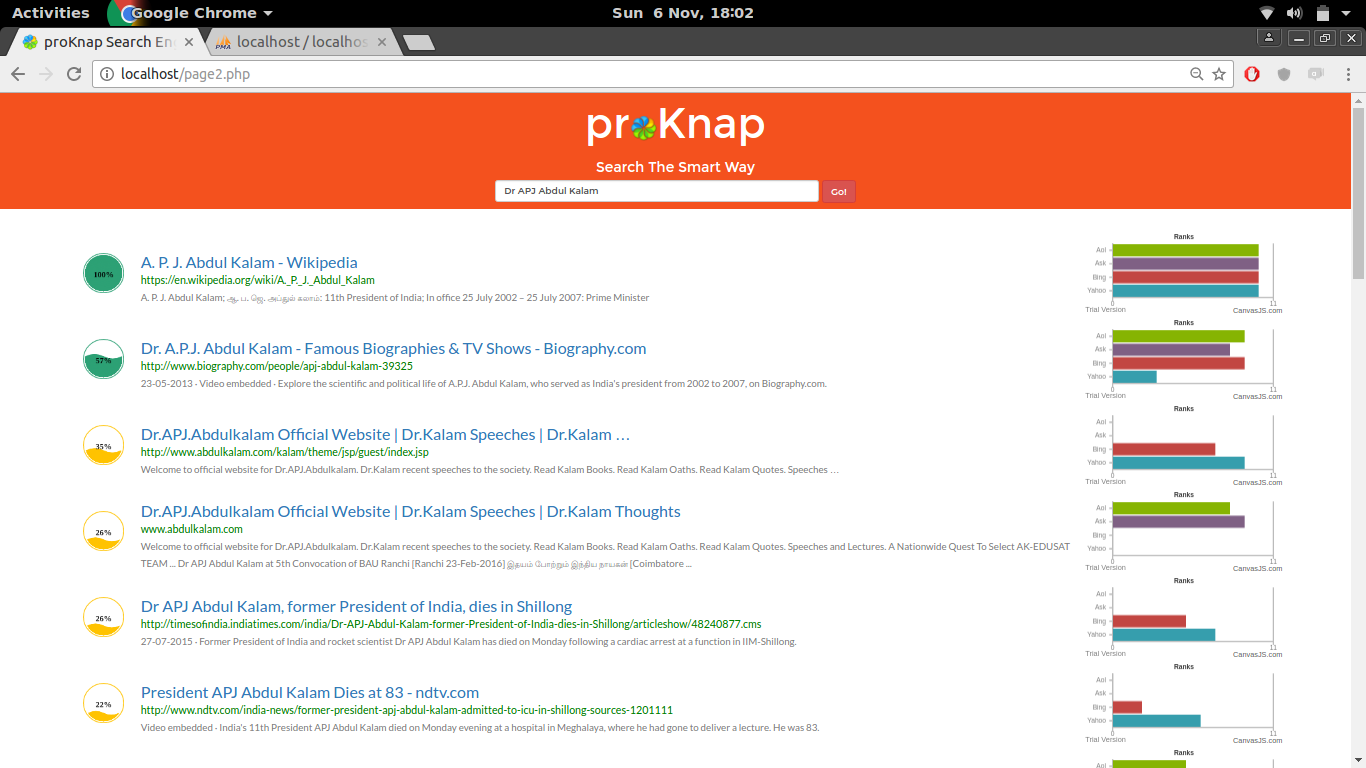 Activities Google Chrome Sun 6 Nov, 18:02
proKnap Search En localhost / localhos
localhost/page2.php
prKnap
Search The Smart Way
Dr APJ Abdul Kalam Go!
100%
A. P. J. Abdul Kalam - Wikipedia
https://en.wikipedia.org/wiki/A._P._J._Abdul_Kalam
A. P. J. Abdul Kalam; ஆ. ப. ஜெ. அப்துல் கலாம்: 11th President of India; In office 25 July 2002 – 25 July 2007: Prime Minister
Ranks
Aol
Ask
Bing
Yahoo
0 11
Trial Version CanvasJS.com
57%
Dr. A.P.J. Abdul Kalam - Famous Biographies & TV Shows - Biography.com
http://www.biography.com/people/apj-abdul-kalam-39325
23-05-2013 · Video embedded · Explore the scientific and political life of A.P.J. Abdul Kalam, who served as India's president from 2002 to 2007, on Biography.com.
Ranks
Aol
Ask
Bing
Yahoo
0 11
Trial Version CanvasJS.com
35%
Dr.APJ.Abdulkalam Official Website | Dr.Kalam Speeches | Dr.Kalam …
http://www.abdulkalam.com/kalam/theme/jsp/guest/index.jsp
Welcome to official website for Dr.APJ.Abdulkalam. Dr.Kalam recent speeches to the society. Read Kalam Books. Read Kalam Oaths. Read Kalam Quotes. Speeches …
Ranks
Aol
Ask
Bing
Yahoo
0 11
Trial Version CanvasJS.com
26%
Dr.APJ.Abdulkalam Official Website | Dr.Kalam Speeches | Dr.Kalam Thoughts
www.abdulkalam.com
Welcome to official website for Dr.APJ.Abdulkalam. Dr.Kalam recent speeches to the society. Read Kalam Books. Read Kalam Oaths. Read Kalam Quotes. Speeches and Lectures. A Nationwide Quest To Select AK-EDUSAT
TEAM ... Dr APJ Abdul Kalam at 5th Convocation of BAU Ranchi [Ranchi 23-Feb-2016] இதயம் போற்றும் இந்திய நாயகன் [Coimbatore ...
Ranks
Aol
Ask
Bing
Yahoo
0 11
Trial Version CanvasJS.com
26%
Dr APJ Abdul Kalam, former President of India, dies in Shillong
http://timesofindia.indiatimes.com/india/Dr-APJ-Abdul-Kalam-former-President-of-India-dies-in-Shillong/articleshow/48240877.cms
27-07-2015 · Former President of India and rocket scientist Dr APJ Abdul Kalam has died on Monday following a cardiac arrest at a function in IIM-Shillong.
Ranks
Aol
Ask
Bing
Yahoo
0 11
Trial Version CanvasJS.com
22%
President APJ Abdul Kalam Dies at 83 - ndtv.com
http://www.ndtv.com/india-news/former-president-apj-abdul-kalam-admitted-to-icu-in-shillong-sources-1201111
Video embedded · India's 11th President APJ Abdul Kalam died on Monday evening at a hospital in Meghalaya, where he had gone to deliver a lecture. He was 83.
Ranks
Aol
Ask
Bing
Yahoo
0 11
Trial Version CanvasJS.com
Ranks
Aol